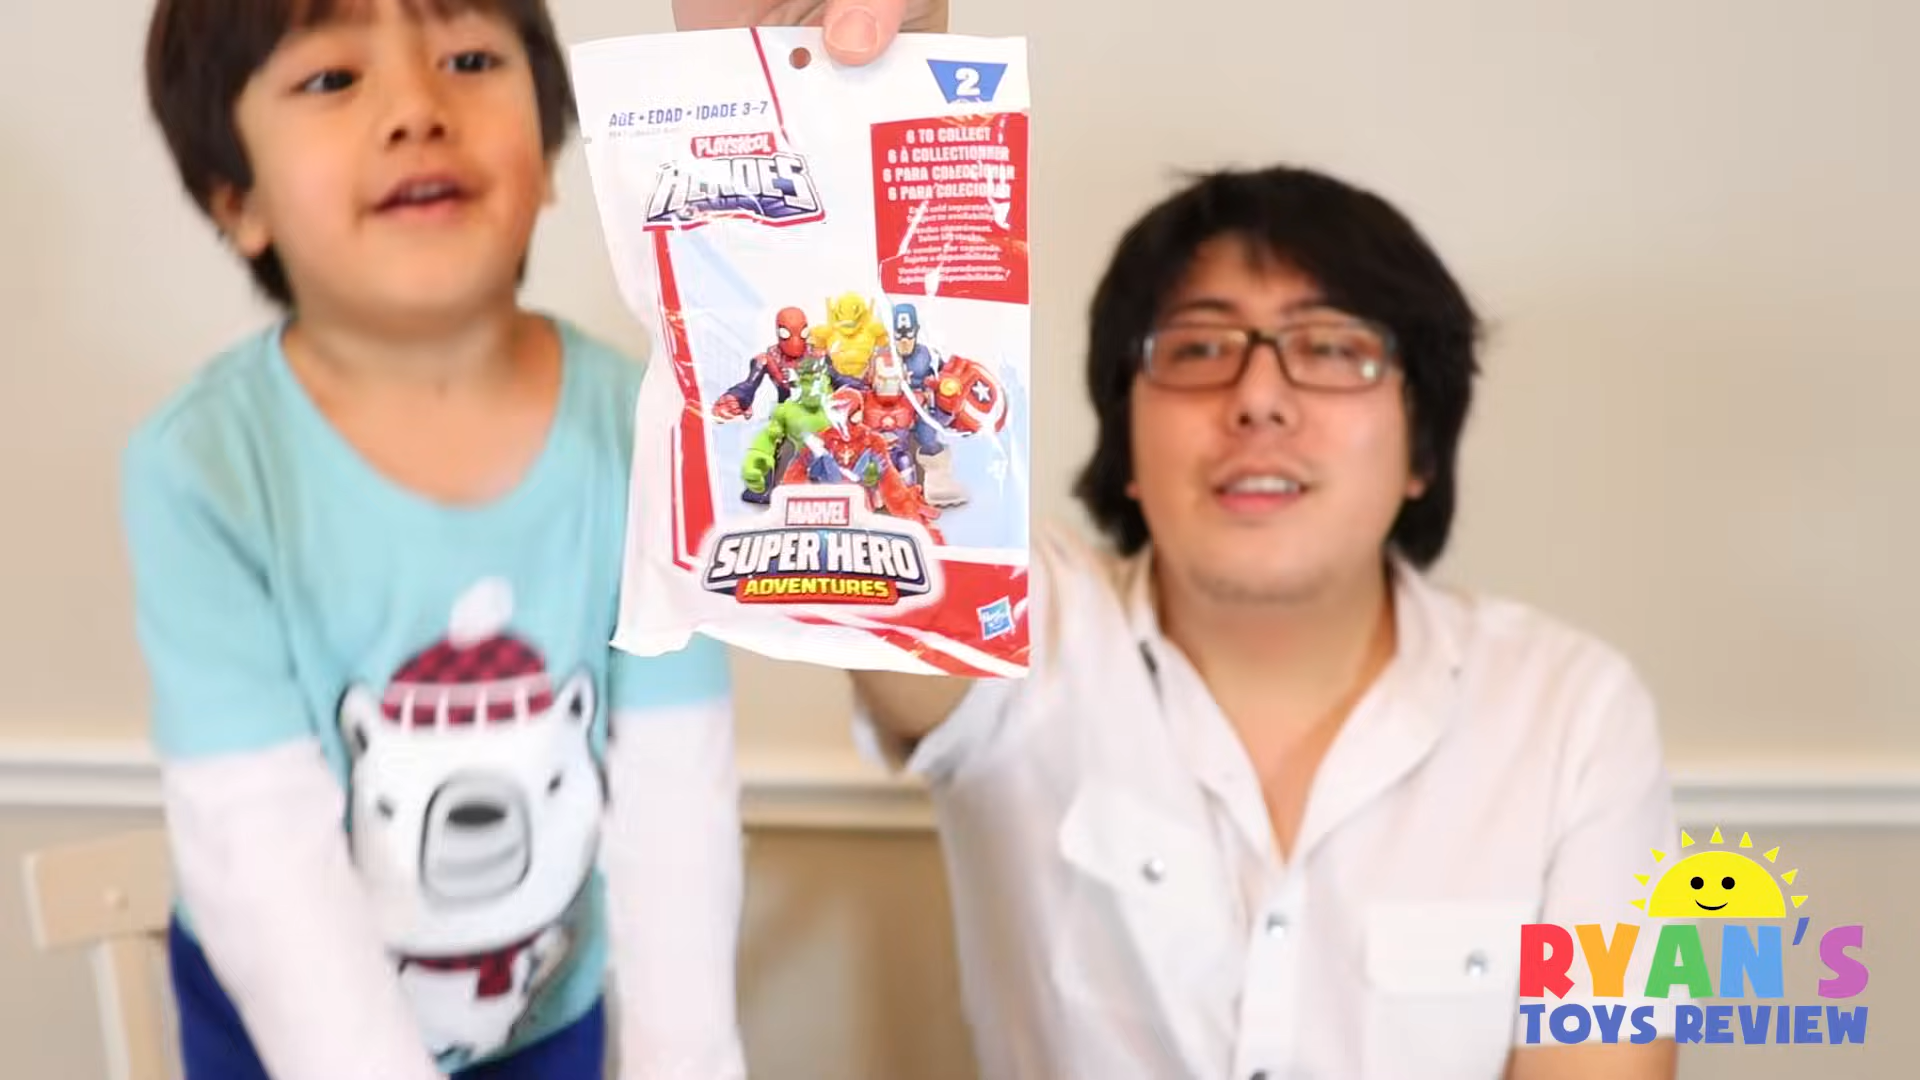 2
AGE • EDAD • IDADE 3-7
PLAYSKOOL
HEROES
6 TO COLLECT
6 À COLLECTIONNER
6 PARA COLECCIONAR
6 PARA COLECIONAR
MARVEL
SUPER HERO
ADVENTURES
Hasbro
RYAN'S
TOYS REVIEW